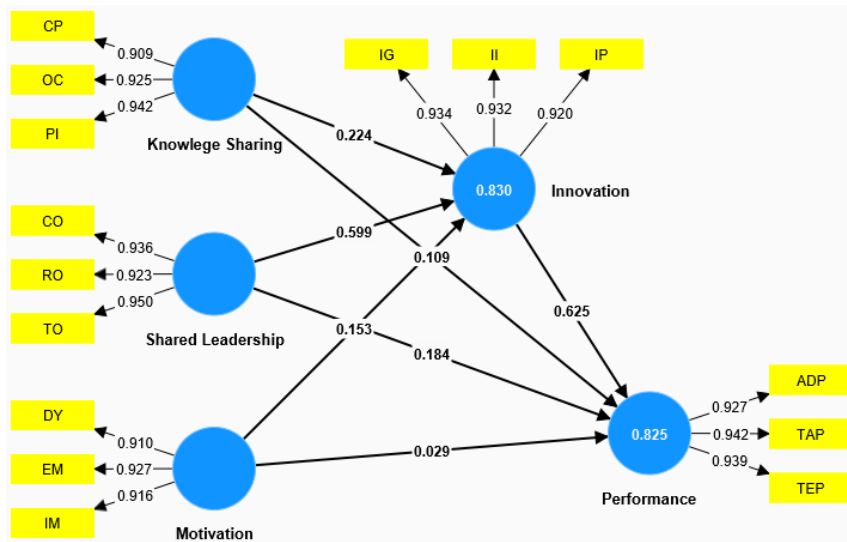 CP
0.909
OC
0.925
PI
0.942
Knowlege Sharing
IG
II
IP
0.934
0.932
0.920
0.224
0.830
Innovation
CO
0.936
RO
0.923
TO
0.950
Shared Leadership
0.599
0.109
0.153
0.184
0.625
DY
0.910
EM
0.927
IM
0.916
Motivation
0.029
0.825
Performance
ADP
0.927
TAP
0.942
0.939
TEP